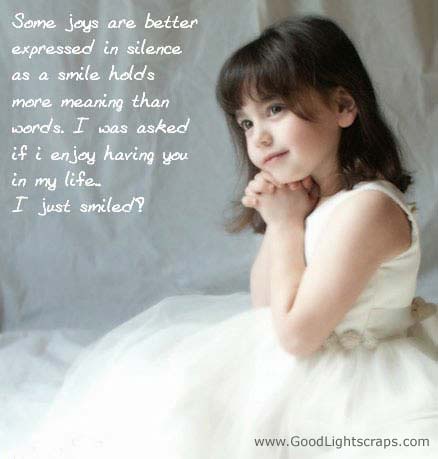 Some joys are better
expressed in silence
as a smile holds
more meaning than
words. I was asked
if i enjoy having you
in my life..
I just smiled?
www.GoodLightscraps.com